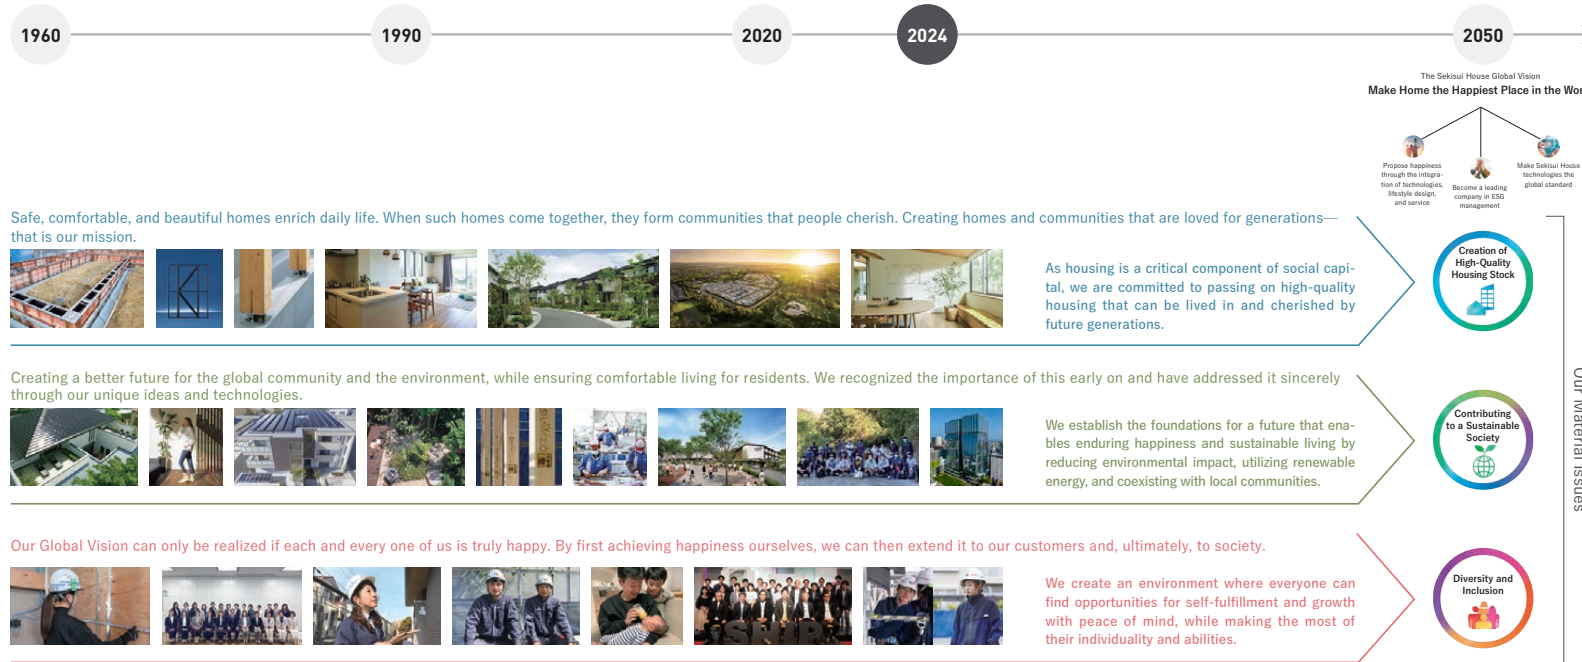 1960
1990
2020
2024
2050
The Sekisui House Global Vision
Make Home the Happiest Place in the Wor
Propose happiness
through the integra-
tion of technologies,
lifestyle design,
and service
Become a leading
company in ESG
management
Make Sekisui House
technologies the
global standard
Safe, comfortable, and beautiful homes enrich daily life. When such homes come together, they form communities that people cherish. Creating homes and communities that are loved for generations—
that is our mission.
As housing is a critical component of social capi-
tal, we are committed to passing on high-quality
housing that can be lived in and cherished by
future generations.
Creation of
High-Quality
Housing Stock
Creating a better future for the global community and the environment, while ensuring comfortable living for residents. We recognized the importance of this early on and have addressed it sincerely
through our unique ideas and technologies.
We establish the foundations for a future that ena-
bles enduring happiness and sustainable living by
reducing environmental impact, utilizing renewable
energy, and coexisting with local communities.
Contributing
to a Sustainable
Society
Our Material Issues
Our Global Vision can only be realized if each and every one of us is truly happy. By first achieving happiness ourselves, we can then extend it to our customers and, ultimately, to society.
SHIP
We create an environment where everyone can
find opportunities for self-fulfillment and growth
with peace of mind, while making the most of
their individuality and abilities.
Diversity and
Inclusion